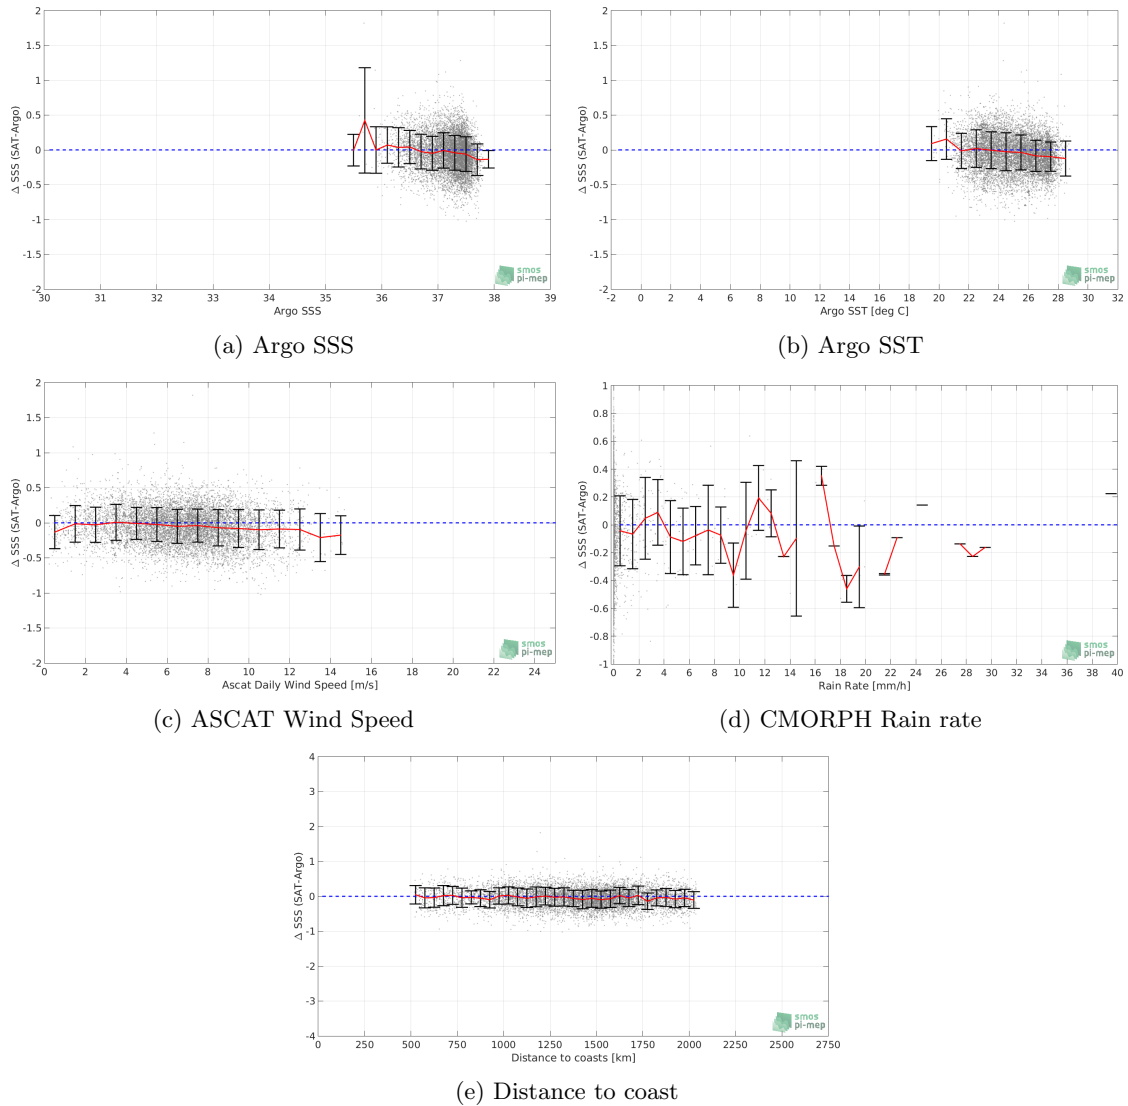 2
1.5
1
0.5
0
-0.5
-1
-1.5
-2
Δ SSS (SAT-Argo)
30 31 32 33 34 35 36 37 38 39
Argo SSS
smos
pi-mep
(a) Argo SSS
2
1.5
1
0.5
0
-0.5
-1
-1.5
-2
Δ SSS (SAT-Argo)
-2 0 2 4 6 8 10 12 14 16 18 20 22 24 26 28 30 32
Argo SST [deg C]
smos
pi-mep
(b) Argo SST
2
1.5
1
0.5
0
-0.5
-1
-1.5
-2
Δ SSS (SAT-Argo)
0 2 4 6 8 10 12 14 16 18 20 22 24
Ascat Daily Wind Speed [m/s]
smos
pi-mep
(c) ASCAT Wind Speed
1
0.8
0.6
0.4
0.2
0
-0.2
-0.4
-0.6
-0.8
-1
Δ SSS (SAT-Argo)
0 2 4 6 8 10 12 14 16 18 20 22 24 26 28 30 32 34 36 38 40
Rain Rate [mm/h]
smos
pi-mep
(d) CMORPH Rain rate
4
3
2
1
0
-1
-2
-3
-4
Δ SSS (SAT-Argo)
0 250 500 750 1000 1250 1500 1750 2000 2250 2500 2750
Distance to coasts [km]
smos
pi-mep
(e) Distance to coast